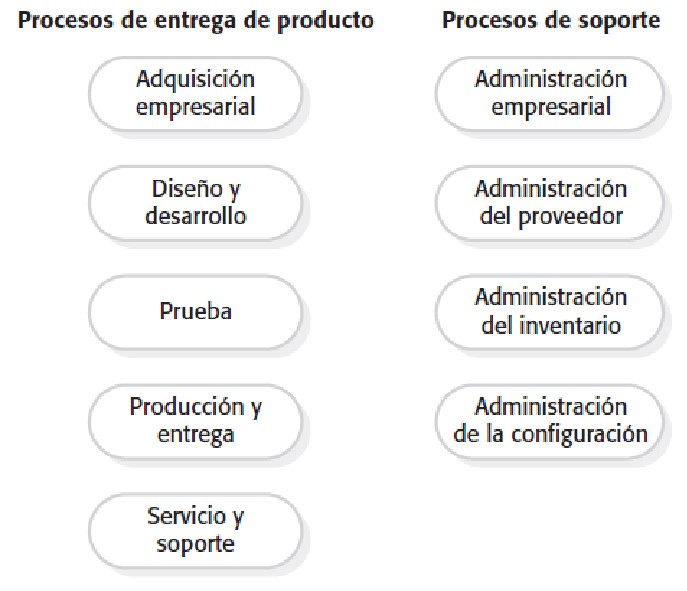 Procesos de entrega de producto
Adquisición
empresarial
Diseño y
desarrollo
Prueba
Producción y
entrega
Servicio y
soporte
Procesos de soporte
Administración
empresarial
Administración
del proveedor
Administración
del inventario
Administración
de la configuración